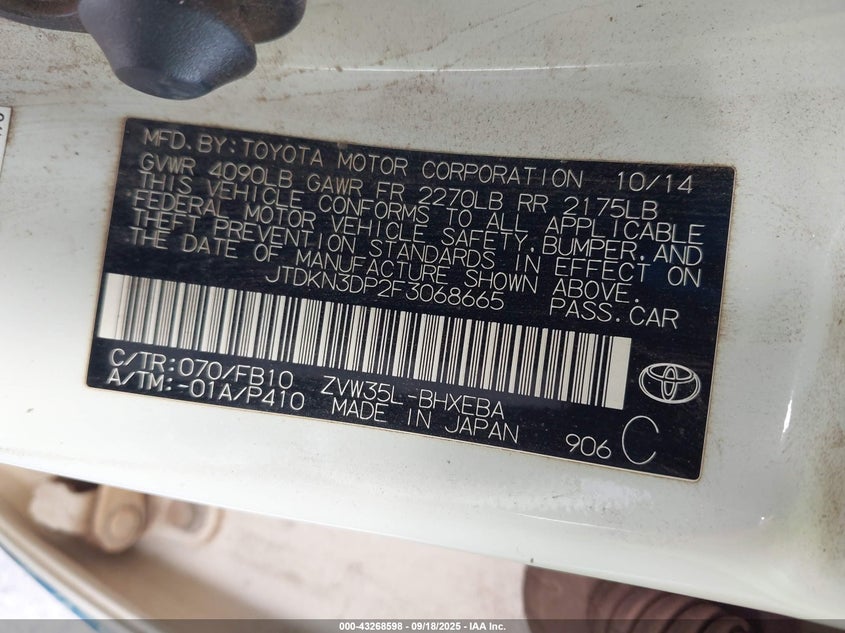 MFD. BY: TOYOTA MOTOR CORPORATION 10/14
GVWR 4090LB GAWR FR 2270LB RR 2175LB
THIS VEHICLE CONFORMS TO ALL APPLICABLE
FEDERAL MOTOR VEHICLE SAFETY, BUMPER, AND
THEFT PREVENTION STANDARDS IN EFFECT ON
THE DATE OF MANUFACTURE SHOWN ABOVE.
JTDKN3DP2F3068665 PASS.CAR
C/TR:070/FB10 ZVW35L-BHXEBA
A/TM:-01A/P410 MADE IN JAPAN
906 C
000-43268598 - 09/18/2025 - IAA Inc.